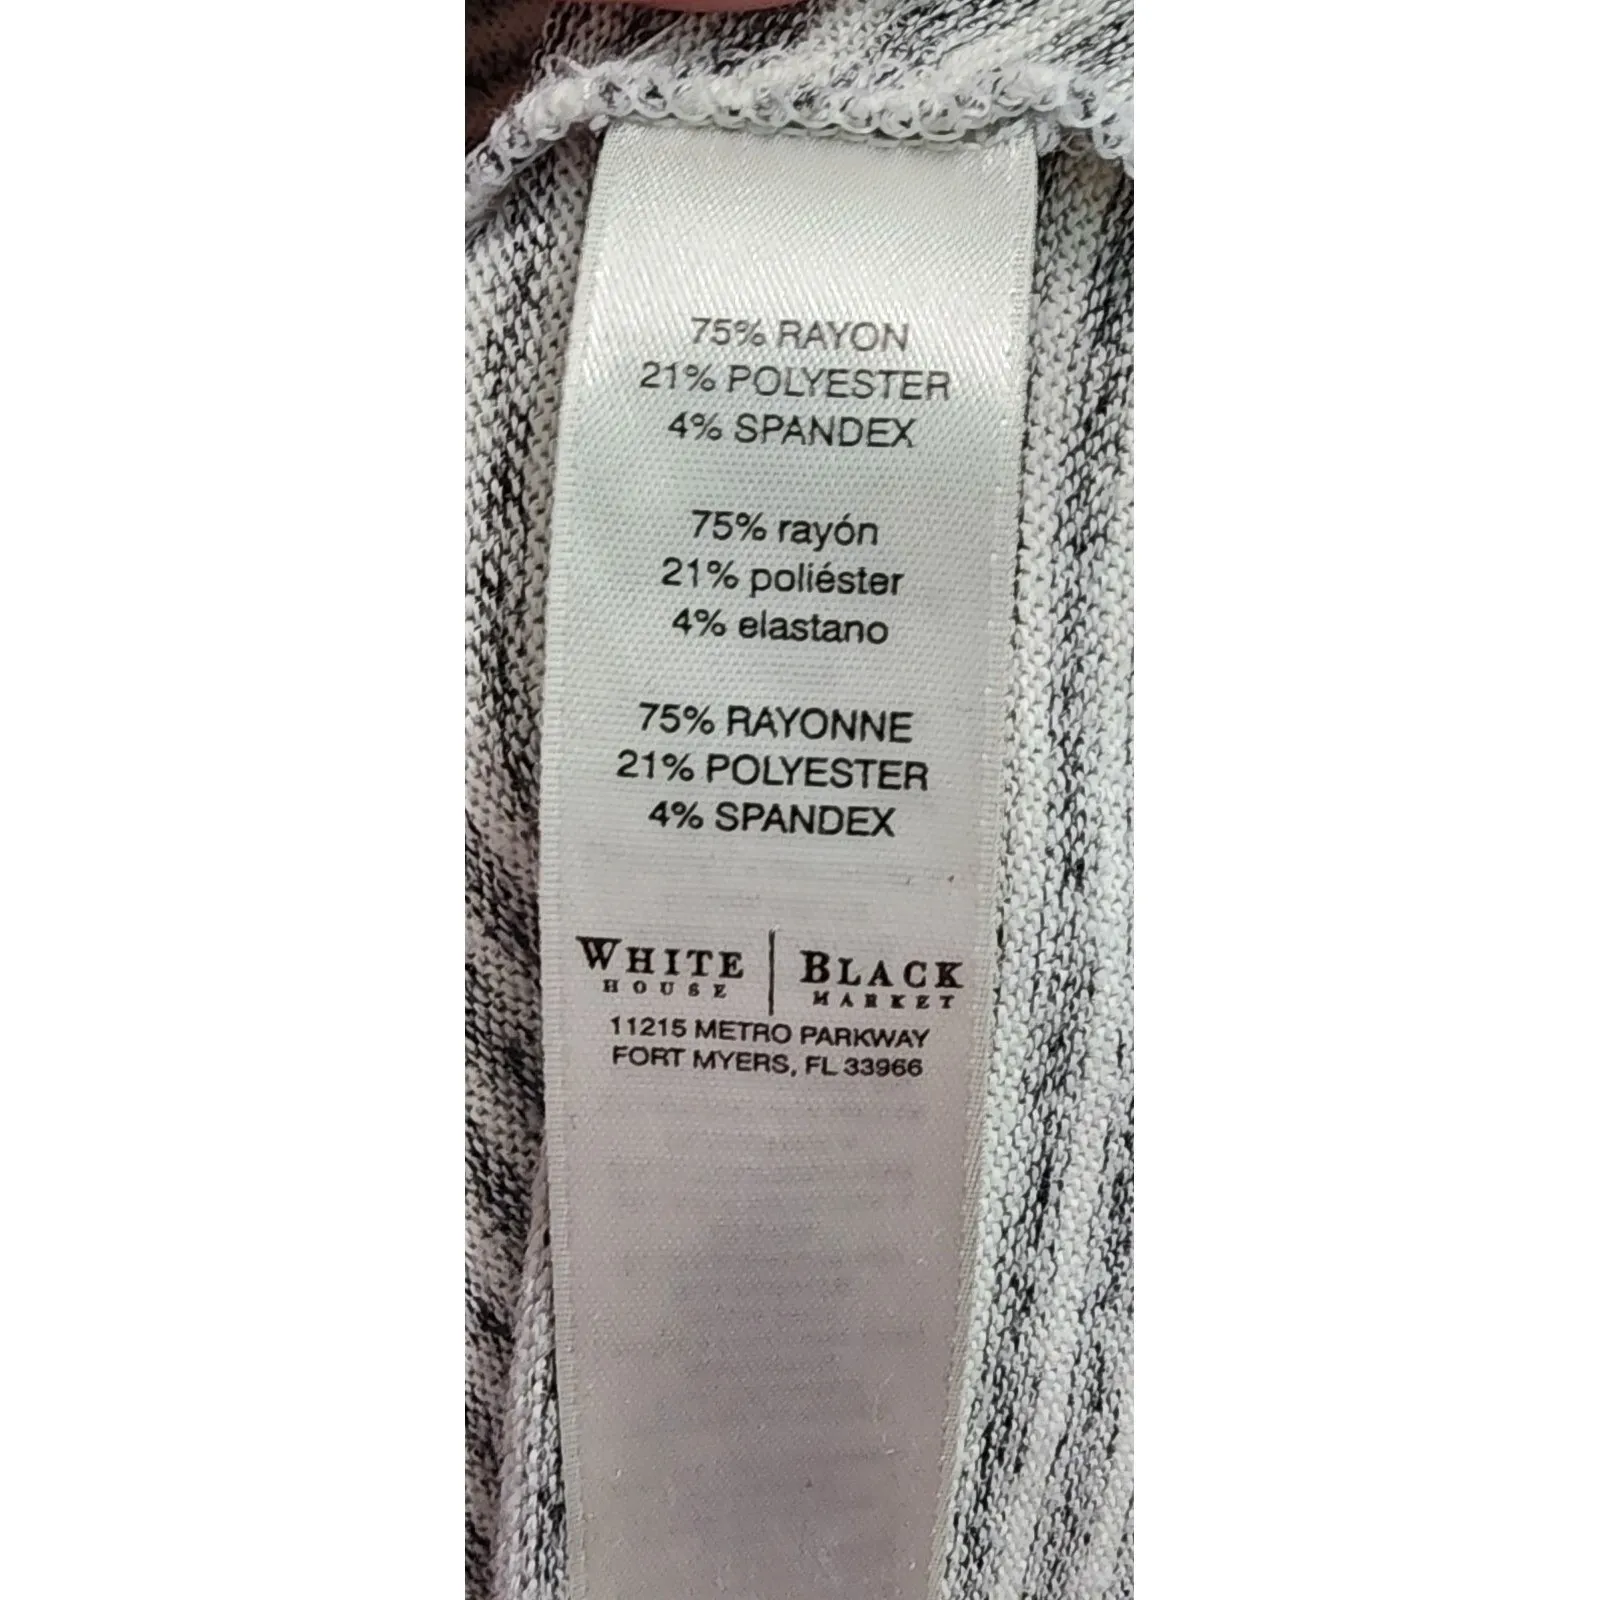 75% RAYON
21% POLYESTER
4% SPANDEX
75% rayón
21% poliéster
4% elastano
75% RAYONNE
21% POLYESTER
4% SPANDEX
WHITE | BLACK
HOUSE MARKET
11215 METRO PARKWAY
FORT MYERS, FL 33966